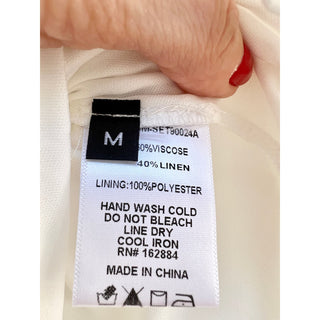 M
M-SET90024A
60%VISCOSE
40%LINEN
LINING:100%POLYESTER
HAND WASH COLD
DO NOT BLEACH
LINE DRY
COOL IRON
RN# 162884
MADE IN CHINA